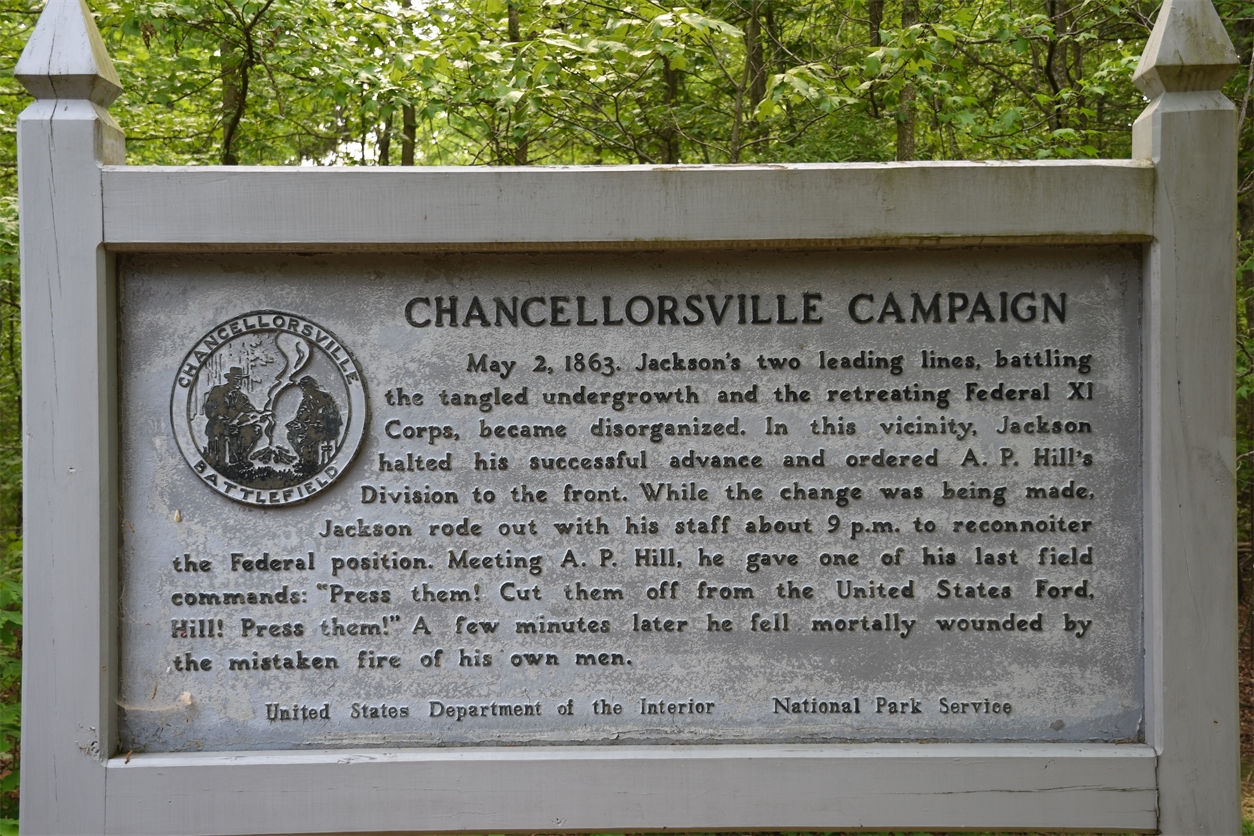 CHANCELLORSVILLE CAMPAIGN
CHANCELLORSVILLE
BATTLEFIELD
May 2, 1863. Jackson's two leading lines, battling
the tangled undergrowth and the retreating Federal XI
Corps, became disorganized. In this vicinity, Jackson
halted his successful advance and ordered A. P. Hill's
Division to the front. While the change was being made,
Jackson rode out with his staff about 9 p.m. to reconnoiter
the Federal position. Meeting A. P. Hill, he gave one of his last field
commands: "Press them! Cut them off from the United States Ford,
Hill! Press them!" A few minutes later he fell mortally wounded by
the mistaken fire of his own men.
United States Department of the Interior National Park Service